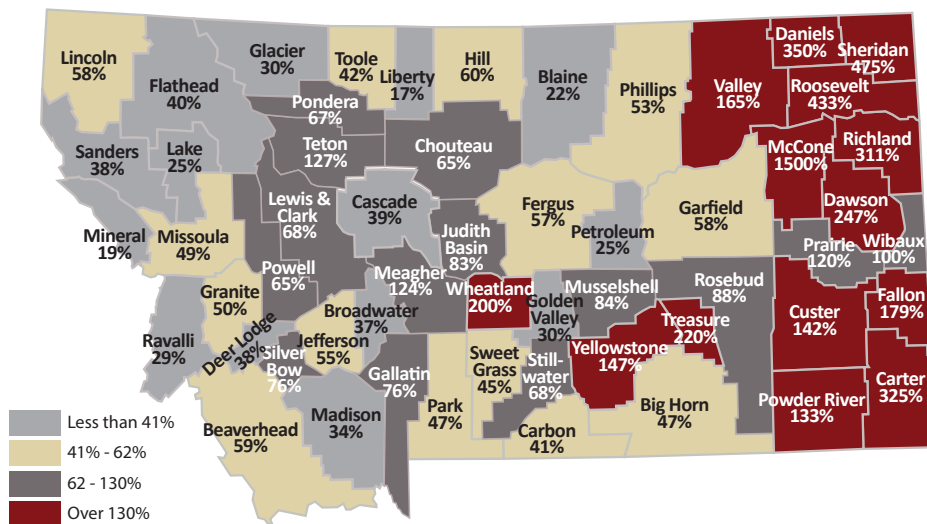 Lincoln
58%
Flathead
40%
Glacier
30%
Toole
42%
Liberty
17%
Hill
60%
Blaine
22%
Phillips
53%
Valley
165%
Daniels
350%
Sheridan
475%
Roosevelt
433%
Pondera
67%
Teton
127%
Chouteau
65%
McCone
1500%
Richland
311%
Sanders
38%
Lake
25%
Lewis &
Clark
68%
Cascade
39%
Fergus
57%
Petroleum
25%
Garfield
58%
Dawson
247%
Prairie
120%
Wibaux
100%
Mineral
19%
Missoula
49%
Powell
65%
Meagher
124%
Judith
Basin
83%
Wheatland
200%
Golden
Valley
30%
Musselshell
84%
Rosebud
88%
Treasure
220%
Custer
142%
Fallon
179%
Granite
50%
Ravalli
29%
Deer Lodge
38%
Silver
Bow
76%
Jefferson
55%
Broadwater
37%
Gallatin
76%
Sweet
Grass
45%
Still-
water
68%
Yellowstone
147%
Big Horn
47%
Powder River
133%
Carter
325%
Beaverhead
59%
Madison
34%
Park
47%
Carbon
41%
Less than 41%
41% - 62%
62 - 130%
Over 130%